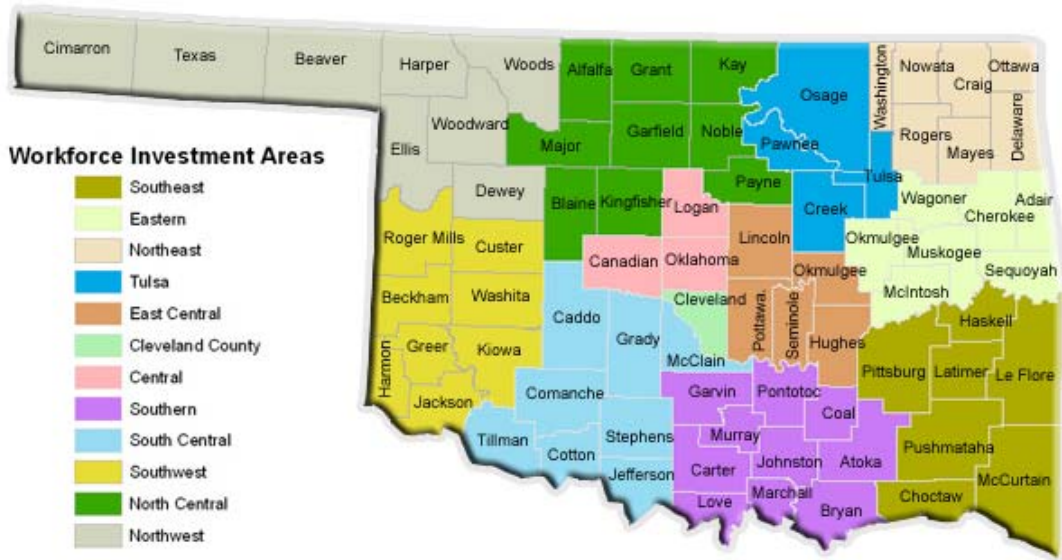 Cimarron
Texas
Beaver
Harper
Woods
Alfalfa
Grant
Kay
Osage
Washington
Nowata
Craig
Ottawa
Delaware
Woodward
Ellis
Major
Garfield
Noble
Pawnee
Rogers
Mayes
Workforce Investment Areas
Southeast
Eastern
Northeast
Tulsa
East Central
Cleveland County
Central
Southern
South Central
Southwest
North Central
Northwest
Dewey
Blaine
Kingfisher
Logan
Payne
Creek
Tulsa
Wagoner
Cherokee
Adair
Roger Mills
Custer
Canadian
Oklahoma
Lincoln
Okmulgee
Okmulgee
Muskogee
Sequoyah
McIntosh
Beckham
Washita
Caddo
Grady
Cleveland
McClain
Pottawa.
Seminole
Hughes
Haskell
Pittsburg
Latimer
Le Flore
Harmon
Greer
Kiowa
Jackson
Comanche
Garvin
Pontotoc
Coal
Tillman
Cotton
Stephens
Jefferson
Murray
Carter
Johnston
Atoka
Love
Marchall
Bryan
Pushmataha
Choctaw
McCurtain